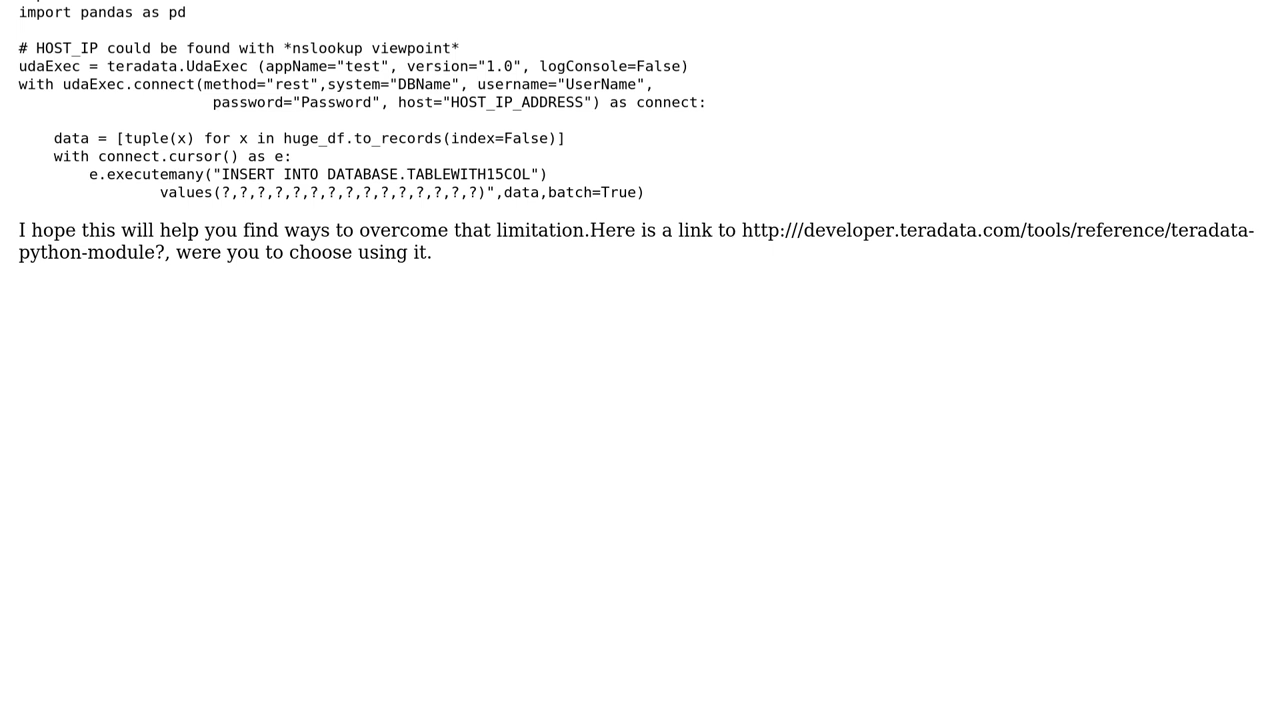 import pandas as pd
# HOST_IP could be found with *nslookup viewpoint*
udaExec = teradata.UdaExec (appName="test", version="1.0", logConsole=False)
with udaExec.connect(method="rest",system="DBName", username="UserName",
                      password="Password", host="HOST_IP_ADDRESS") as connect:
    data = [tuple(x) for x in huge_df.to_records(index=False)]
    with connect.cursor() as e:
        e.executemany("INSERT INTO DATABASE.TABLEWITH15COL")
                values(?,?,?,?,?,?,?,?,?,?,?,?,?,?,?)",data,batch=True)
I hope this will help you find ways to overcome that limitation.Here is a link to http:///developer.teradata.com/tools/reference/teradata-
python-module?, were you to choose using it.